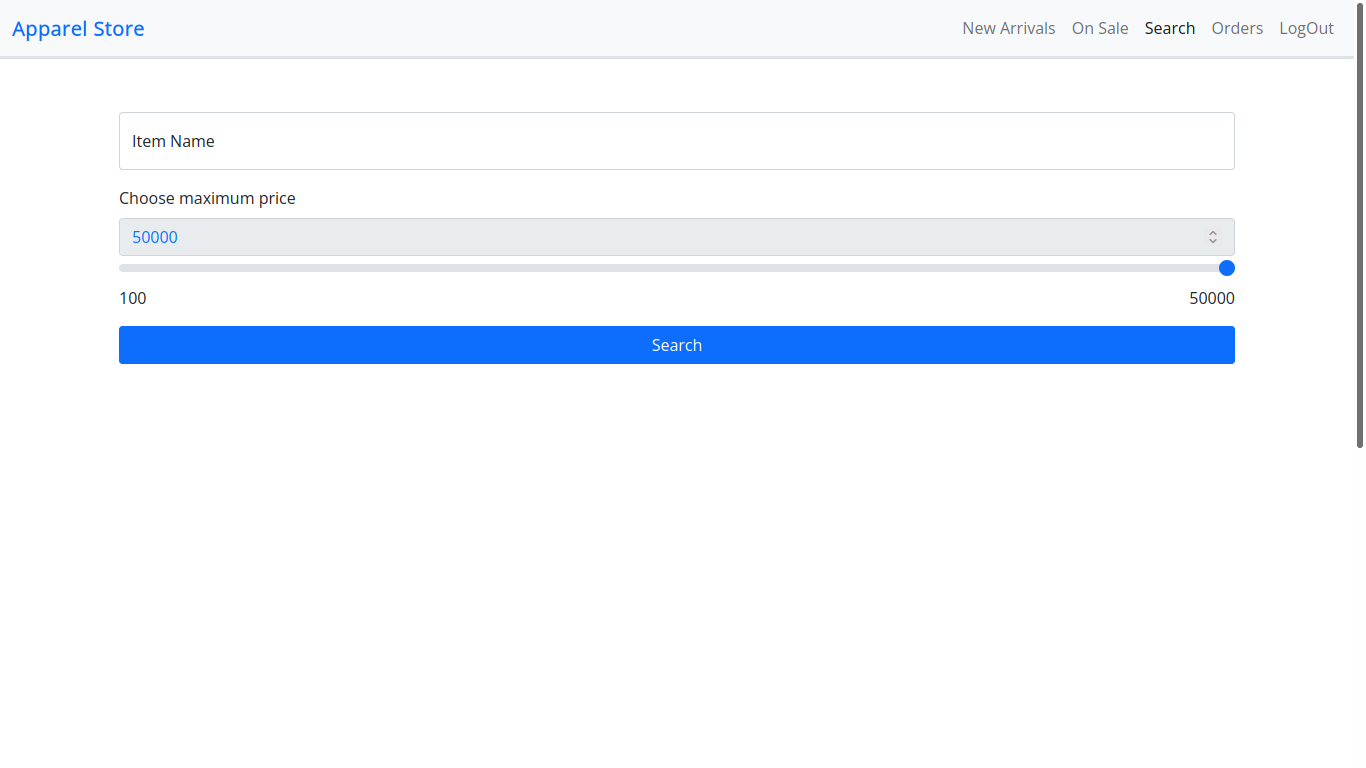 Apparel Store New Arrivals On Sale Search Orders LogOut
Item Name
Choose maximum price
50000
100 50000
Search